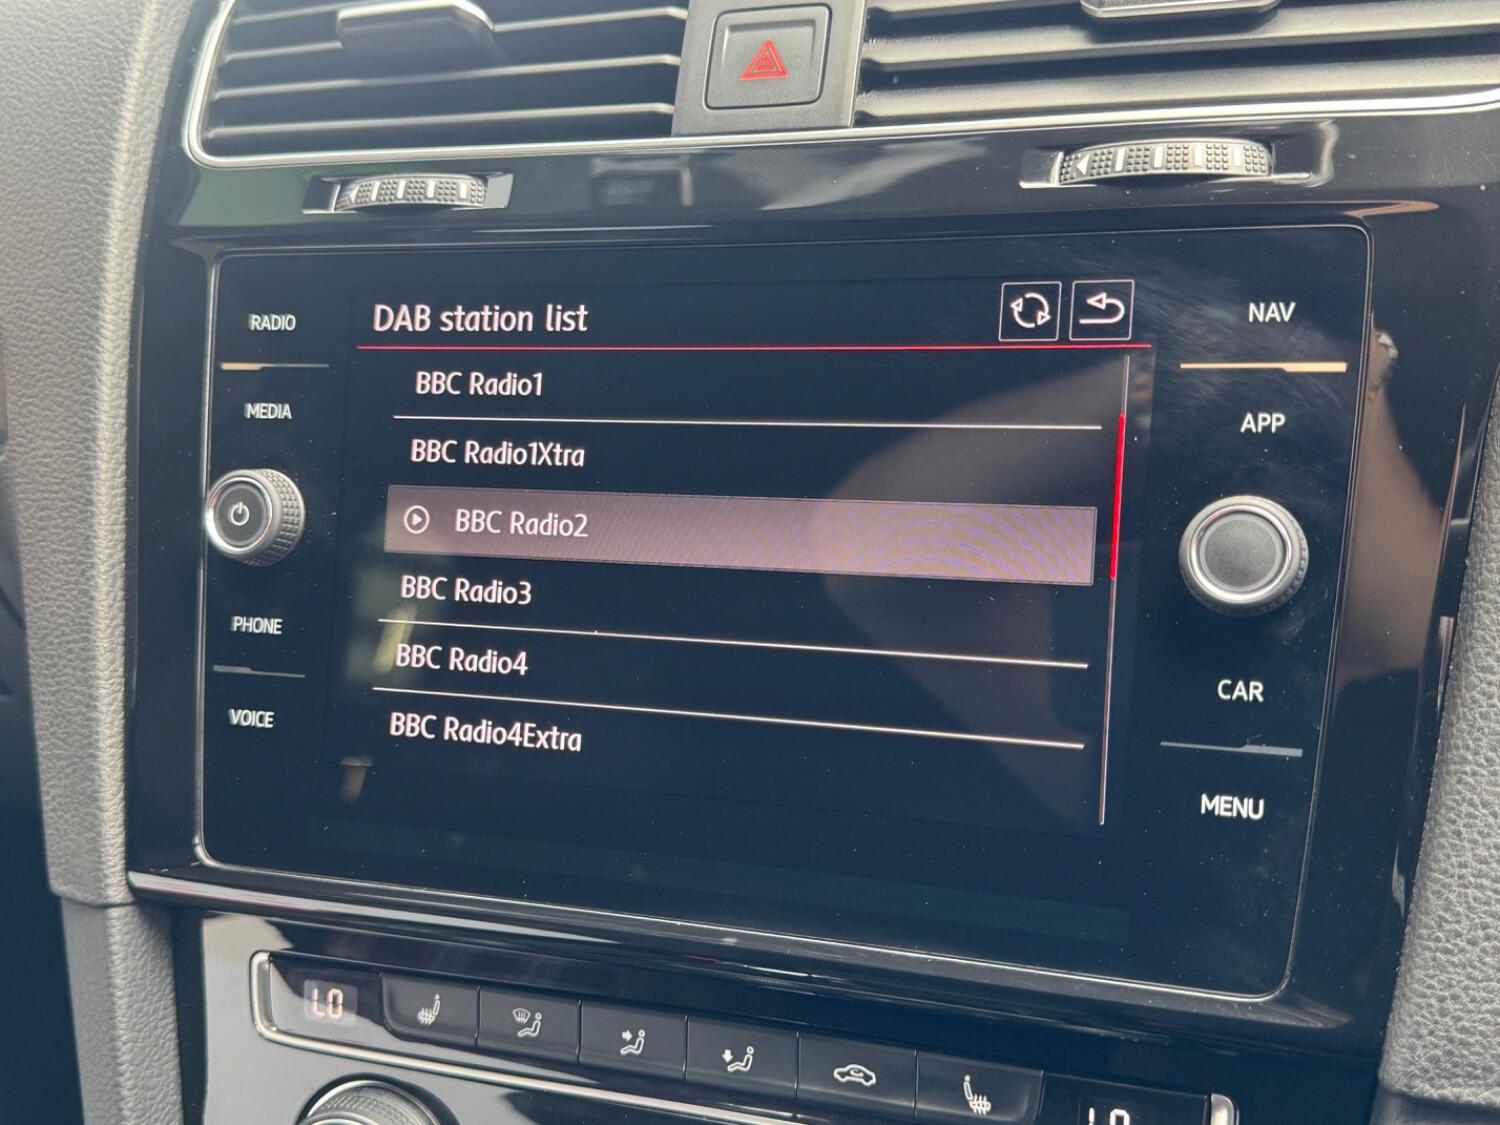 DAB station list
RADIO
MEDIA
PHONE
VOICE
BBC Radio1
BBC Radio1Xtra
BBC Radio2
BBC Radio3
BBC Radio4
BBC Radio4Extra
NAV
APP
CAR
MENU
LO
LO